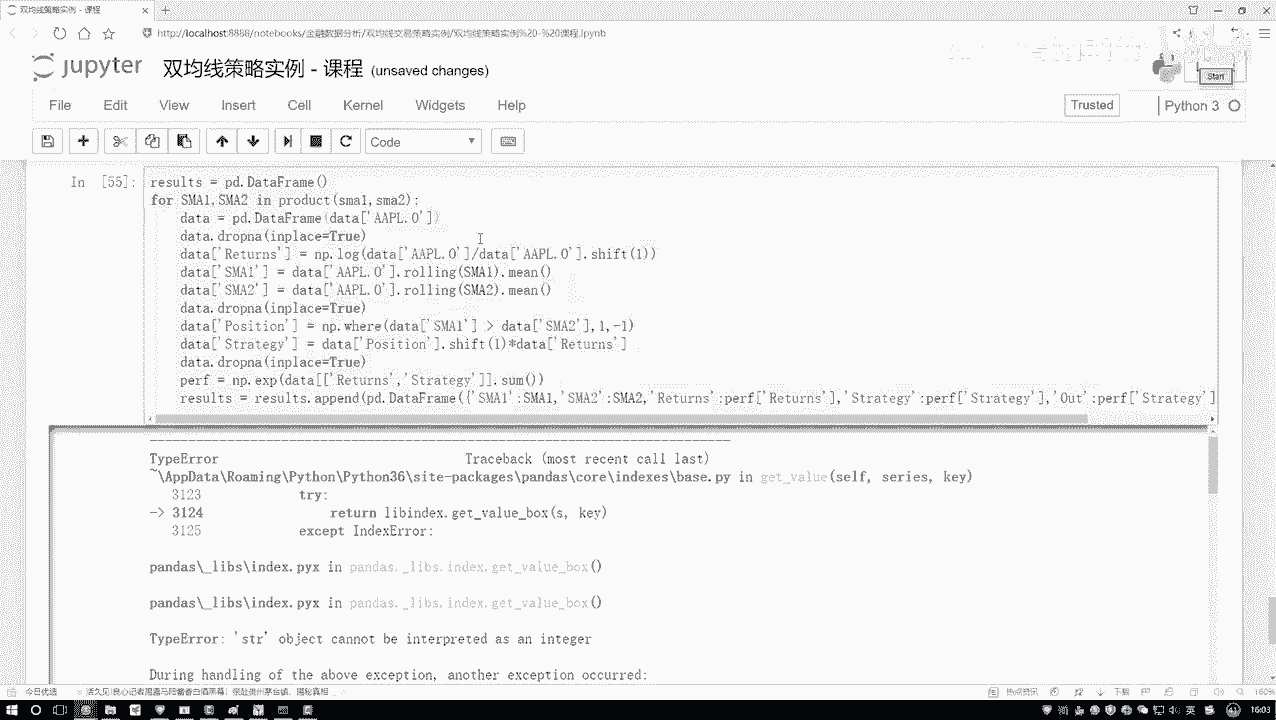 双均线策略实例 - 课程
http://localhost:8888/notebooks/金融数据分析/双均线交易策略实例/双均线策略实例%20-%20课程.ipynb
jupyter 双均线策略实例 - 课程 (unsaved changes)
Start
File Edit View Insert Cell Kernel Widgets Help
Trusted
Python 3
Code
In [55]:
results = pd.DataFrame()
for SMA1,SMA2 in product(sma1,sma2):
data = pd.DataFrame(data['AAPL.O'])
data.dropna(inplace=True)
data['Returns'] = np.log(data['AAPL.O']/data['AAPL.O'].shift(1))
data['SMA1'] = data['AAPL.O'].rolling(SMA1).mean()
data['SMA2'] = data['AAPL.O'].rolling(SMA2).mean()
data.dropna(inplace=True)
data['Position'] = np.where(data['SMA1'] > data['SMA2'],1,-1)
data['Strategy'] = data['Position'].shift(1)*data['Returns']
data.dropna(inplace=True)
perf = np.exp(data[['Returns','Strategy']].sum())
results = results.append(pd.DataFrame({'SMA1':SMA1,'SMA2':SMA2,'Returns':perf['Returns'],'Strategy':perf['Strategy'],'Out':perf['Strategy']
TypeError Traceback (most recent call last)
~\AppData\Roaming\Python\Python36\site-packages\pandas\core\indexes\base.py in get_value(self, series, key)
3123 try:
-> 3124 return libindex.get_value_box(s, key)
3125 except IndexError:
pandas\_libs\index.pyx in pandas._libs.index.get_value_box()
pandas\_libs\index.pyx in pandas._libs.index.get_value_box()
TypeError: 'str' object cannot be interpreted as an integer
During handling of the above exception, another exception occurred:
今日优选
热点资讯
下载
160%
英
16:03